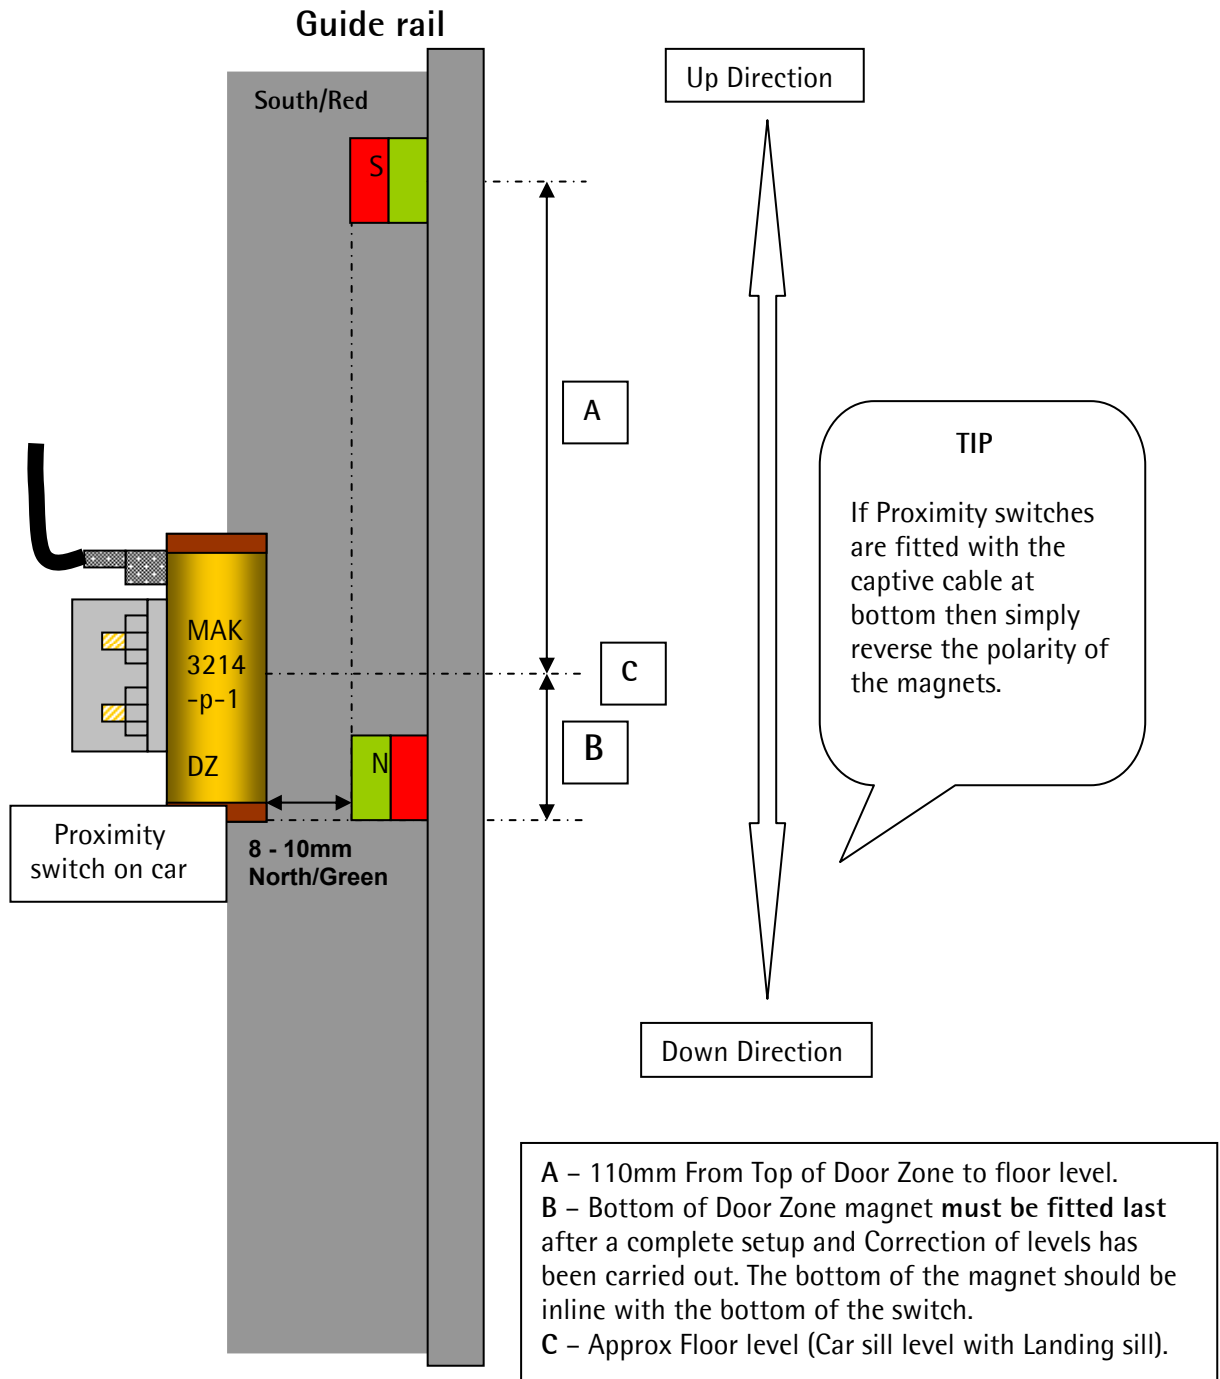 Guide rail
Up Direction
South/Red
S
A
TIP
If Proximity switches
are fitted with the
captive cable at
bottom then simply
reverse the polarity of
the magnets.
MAK
3214
-p-1
DZ
C
B
N
Proximity
switch on car
8 - 10mm
North/Green
Down Direction
A – 110mm From Top of Door Zone to floor level.
B – Bottom of Door Zone magnet must be fitted last
after a complete setup and Correction of levels has
been carried out. The bottom of the magnet should be
inline with the bottom of the switch.
C – Approx Floor level (Car sill level with Landing sill).